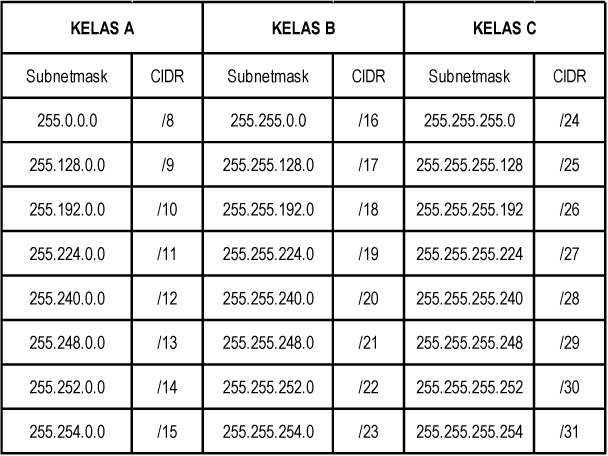 KELAS A KELAS B KELAS C
Subnetmask CIDR Subnetmask CIDR Subnetmask CIDR
255.0.0.0 /8 255.255.0.0 /16 255.255.255.0 /24
255.128.0.0 /9 255.255.128.0 /17 255.255.255.128 /25
255.192.0.0 /10 255.255.192.0 /18 255.255.255.192 /26
255.224.0.0 /11 255.255.224.0 /19 255.255.255.224 /27
255.240.0.0 /12 255.255.240.0 /20 255.255.255.240 /28
255.248.0.0 /13 255.255.248.0 /21 255.255.255.248 /29
255.252.0.0 /14 255.255.252.0 /22 255.255.255.252 /30
255.254.0.0 /15 255.255.254.0 /23 255.255.255.254 /31